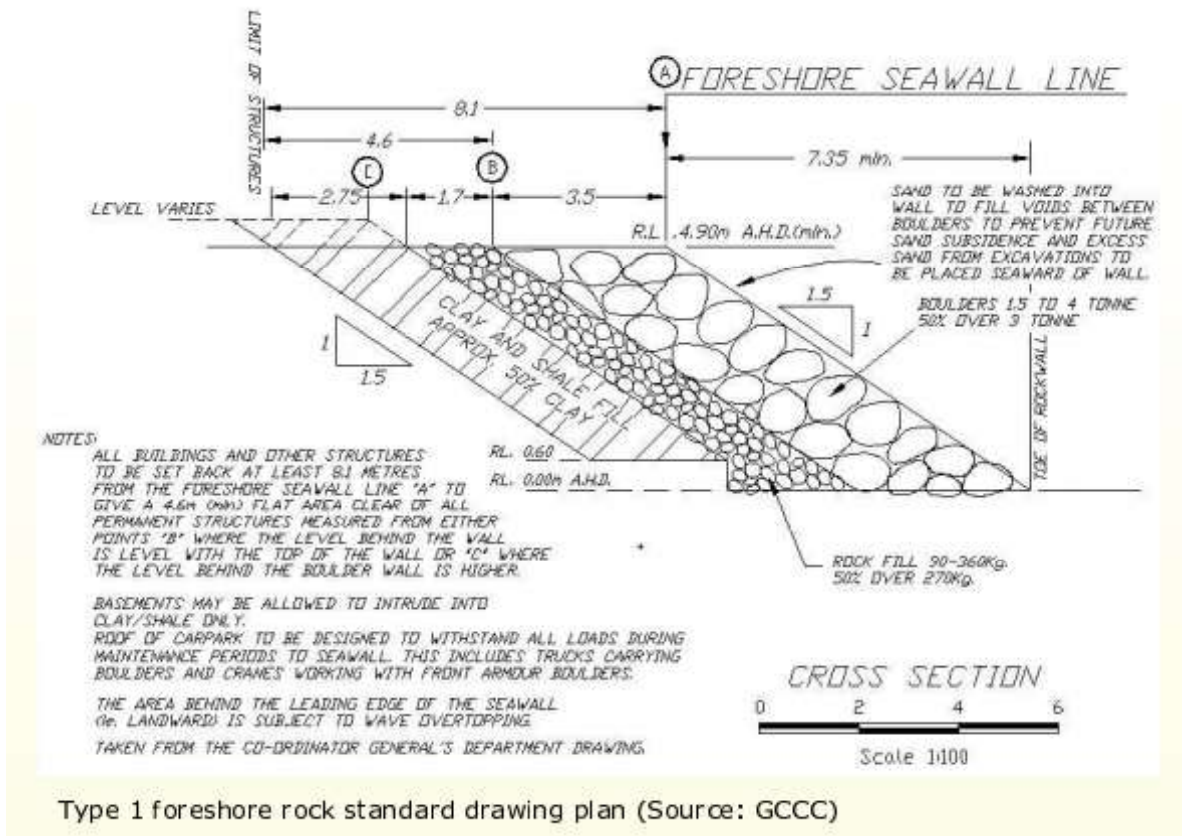 LIMIT OF STRUCTURES
A FORESHORE SEAWALL LINE
8.1
4.6
7.35 min.
C
B
2.75
1.7
3.5
LEVEL VARIES
R.L. 4.90m A.H.D.(min.)
SAND TO BE WASHED INTO
WALL TO FILL VOIDS BETWEEN
BOULDERS TO PREVENT FUTURE
SAND SUBSIDENCE AND EXCESS
SAND FROM EXCAVATIONS TO
BE PLACED SEAWARD OF WALL.
1.5
1
BOULDERS 1.5 TO 4 TONNE
50% OVER 3 TONNE
CLAY AND SHALE FILL
APPROX. 50% CLAY
1
1.5
TOE OF ROCKWALL
RL. 0.60
RL. 0.00m A.H.D.
ROCK FILL 90-360Kg.
50% OVER 270Kg.
NOTES:
ALL BUILDINGS AND OTHER STRUCTURES
TO BE SET BACK AT LEAST 8.1 METRES
FROM THE FORESHORE SEAWALL LINE "A" TO
GIVE A 4.6m (min) FLAT AREA CLEAR OF ALL
PERMANENT STRUCTURES MEASURED FROM EITHER
POINTS "B" WHERE THE LEVEL BEHIND THE WALL
IS LEVEL WITH THE TOP OF THE WALL OR "C" WHERE
THE LEVEL BEHIND THE BOULDER WALL IS HIGHER.
BASEMENTS MAY BE ALLOWED TO INTRUDE INTO
CLAY/SHALE ONLY.
ROOF OF CARPARK TO BE DESIGNED TO WITHSTAND ALL LOADS DURING
MAINTENANCE PERIODS TO SEAWALL. THIS INCLUDES TRUCKS CARRYING
BOULDERS AND CRANES WORKING WITH FRONT ARMOUR BOULDERS.
THE AREA BEHIND THE LEADING EDGE OF THE SEAWALL
(ie. LANDWARD) IS SUBJECT TO WAVE OVERTOPPING.
TAKEN FROM THE CO-ORDINATOR GENERAL'S DEPARTMENT DRAWING.
CROSS SECTION
0 2 4 6
Scale 1:100
Type 1 foreshore rock standard drawing plan (Source: GCCC)